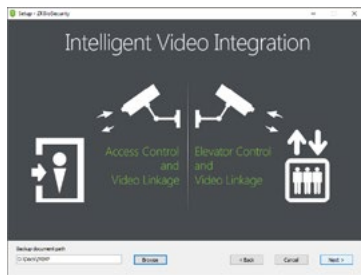 Setup - ZKBioSecurity
Intelligent Video Integration
Access Control
and
Video Linkage
Elevator Control
and
Video Linkage
Backup document path
Browse
< Back
Cancel
Next >